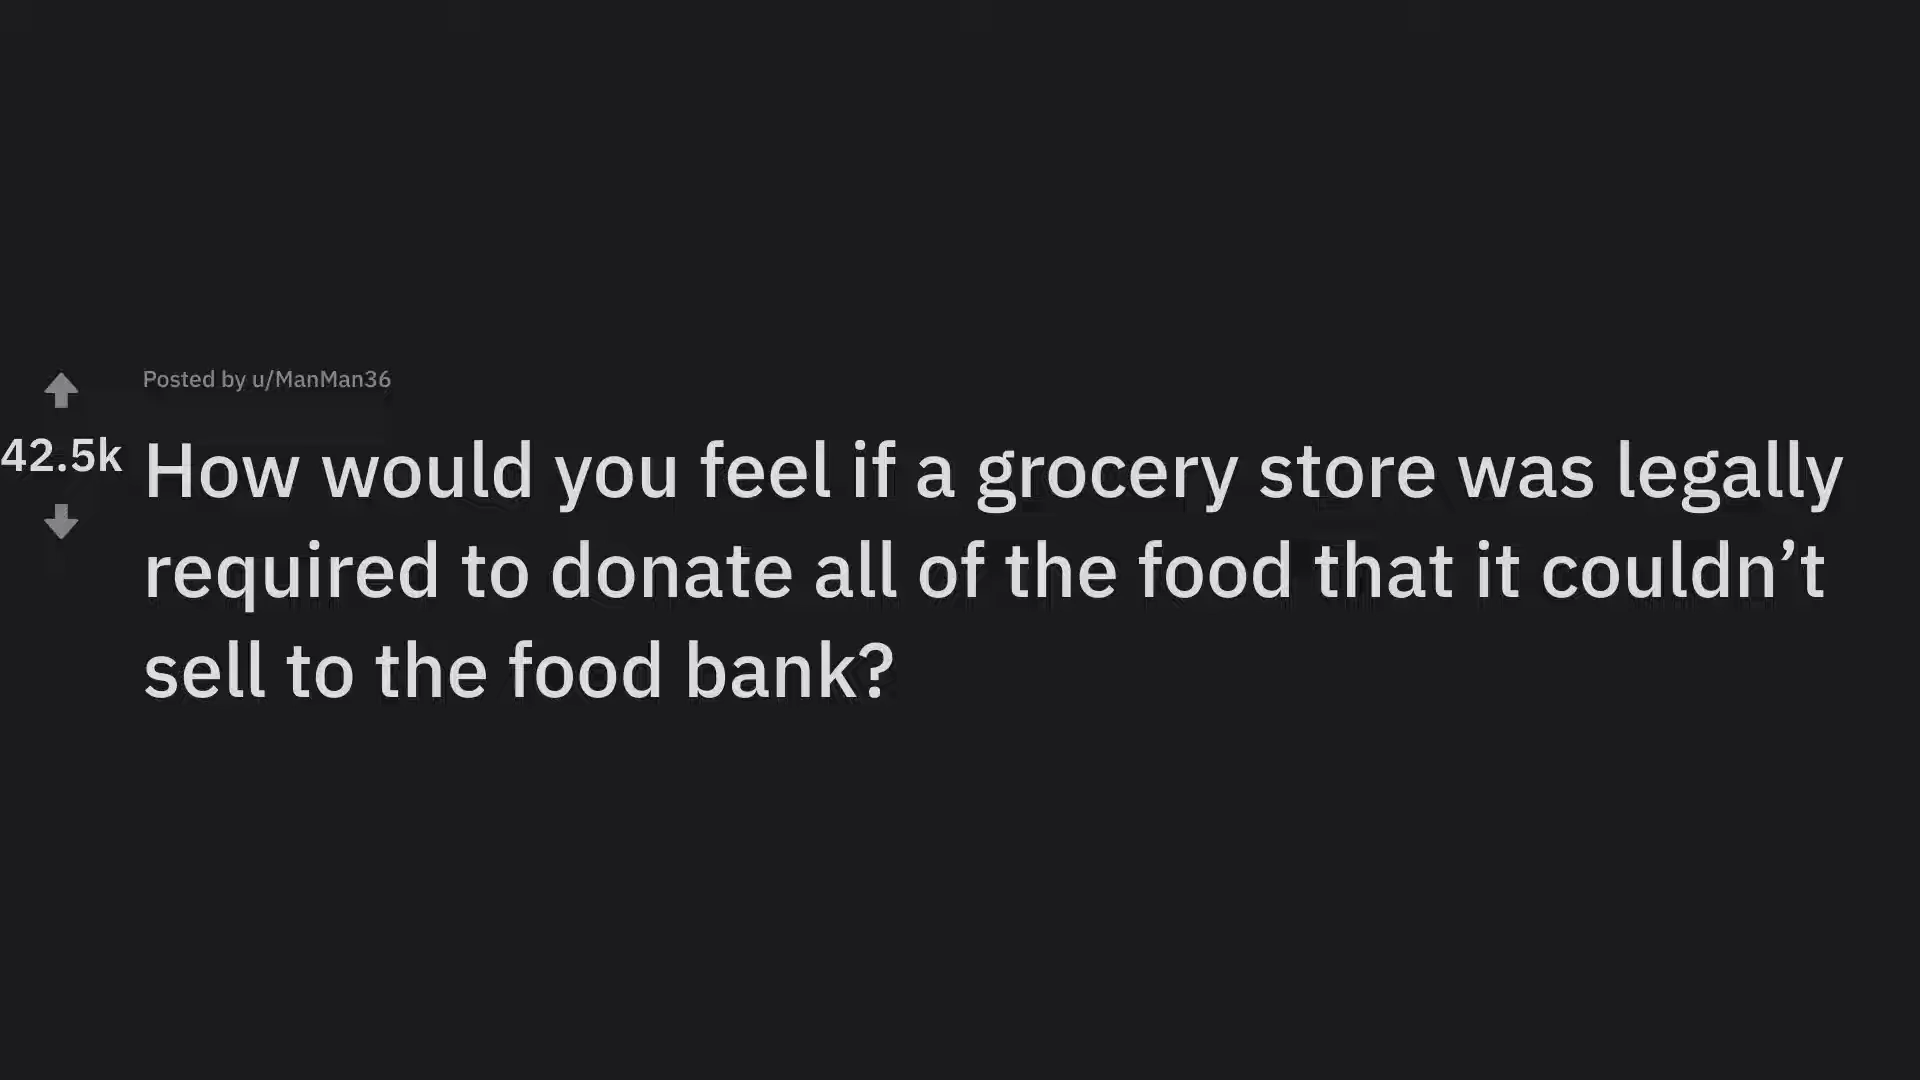 Posted by u/ManMan36
42.5k
How would you feel if a grocery store was legally
required to donate all of the food that it couldn’t
sell to the food bank?